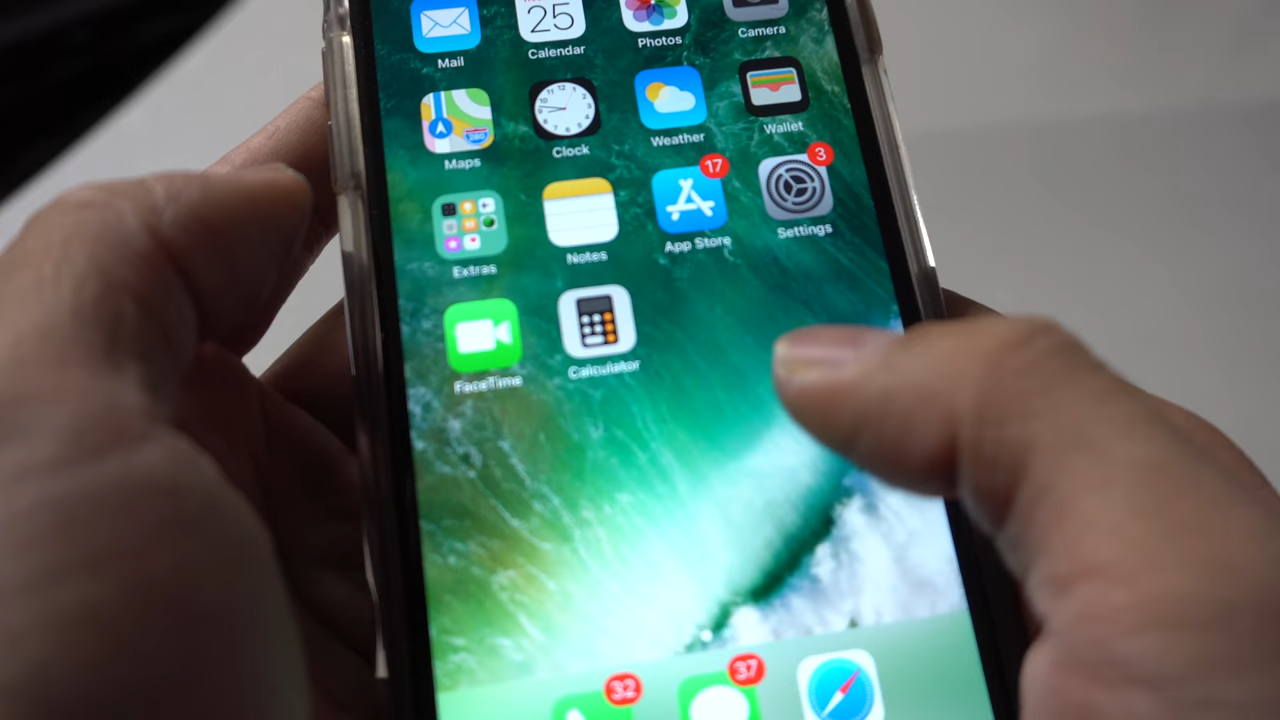 25
Mail
Calendar
Photos
Camera
Maps
Clock
Weather
Wallet
17
3
Extras
Notes
App Store
Settings
FaceTime
Calculator
32
37